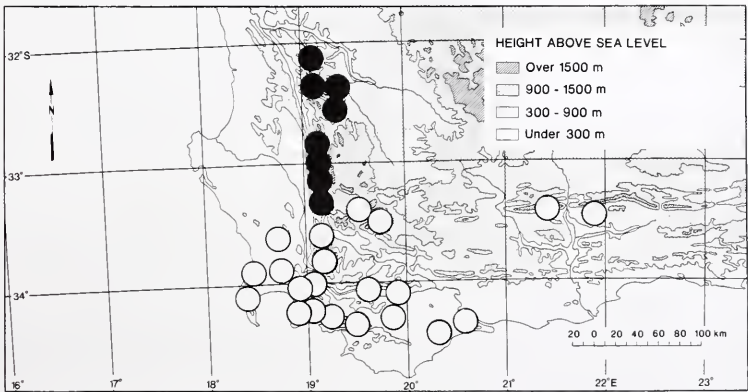 32°S
HEIGHT ABOVE SEA LEVEL
Over 1500 m
900 - 1500 m
300 - 900 m
Under 300 m
N
33°
34°
20 0 20 40 60 80 100 km
16° 17° 18° 19° 20° 21° 22°E 23°